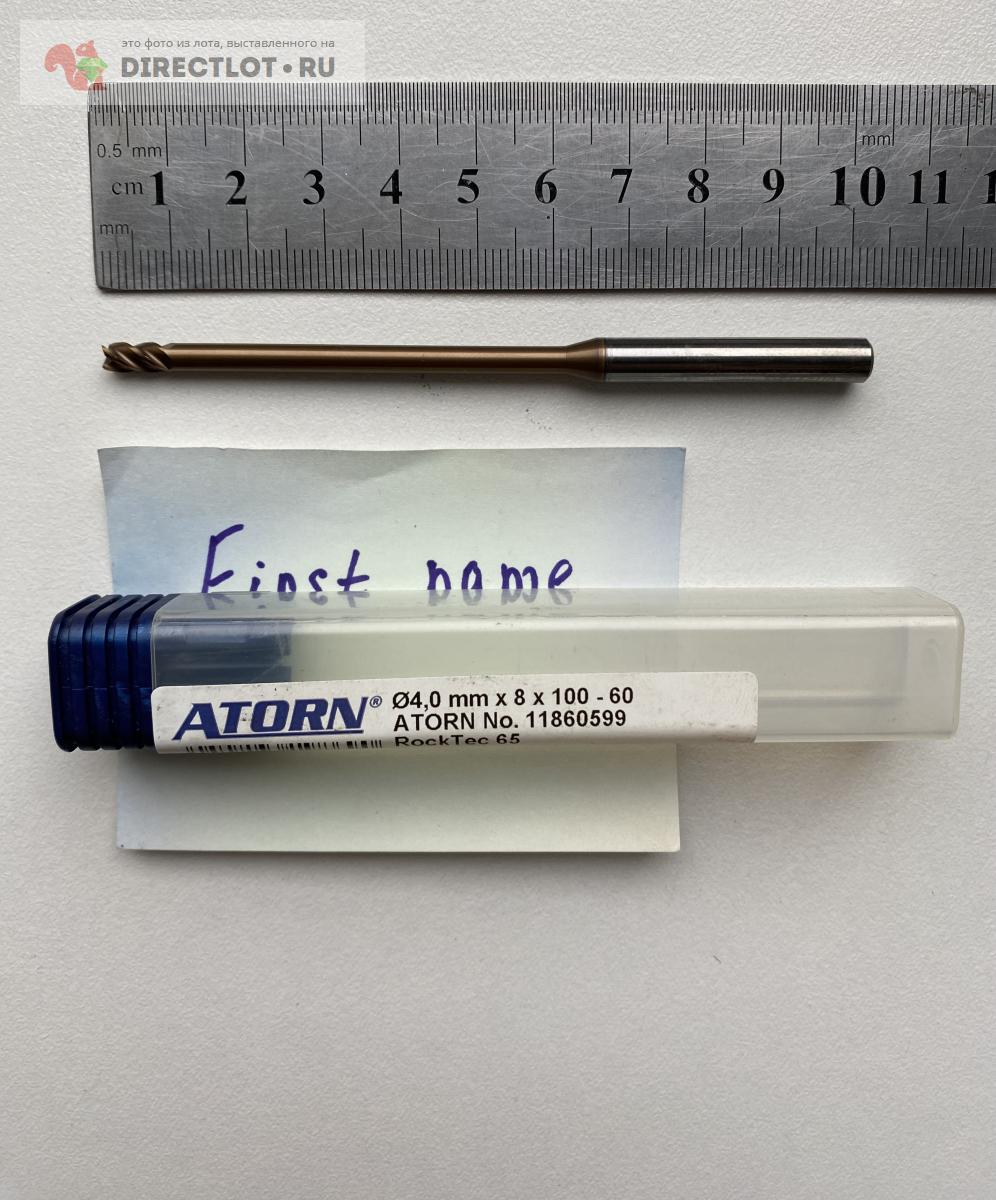 это фото из лота, выставленного на
DIRECTLOT•RU
0.5 mm
mm
cm 1 2 3 4 5 6 7 8 9 10 11
mm
First name
ATORN® Ø4,0 mm x 8 x 100 - 60
ATORN No. 11860599
RockTec 65